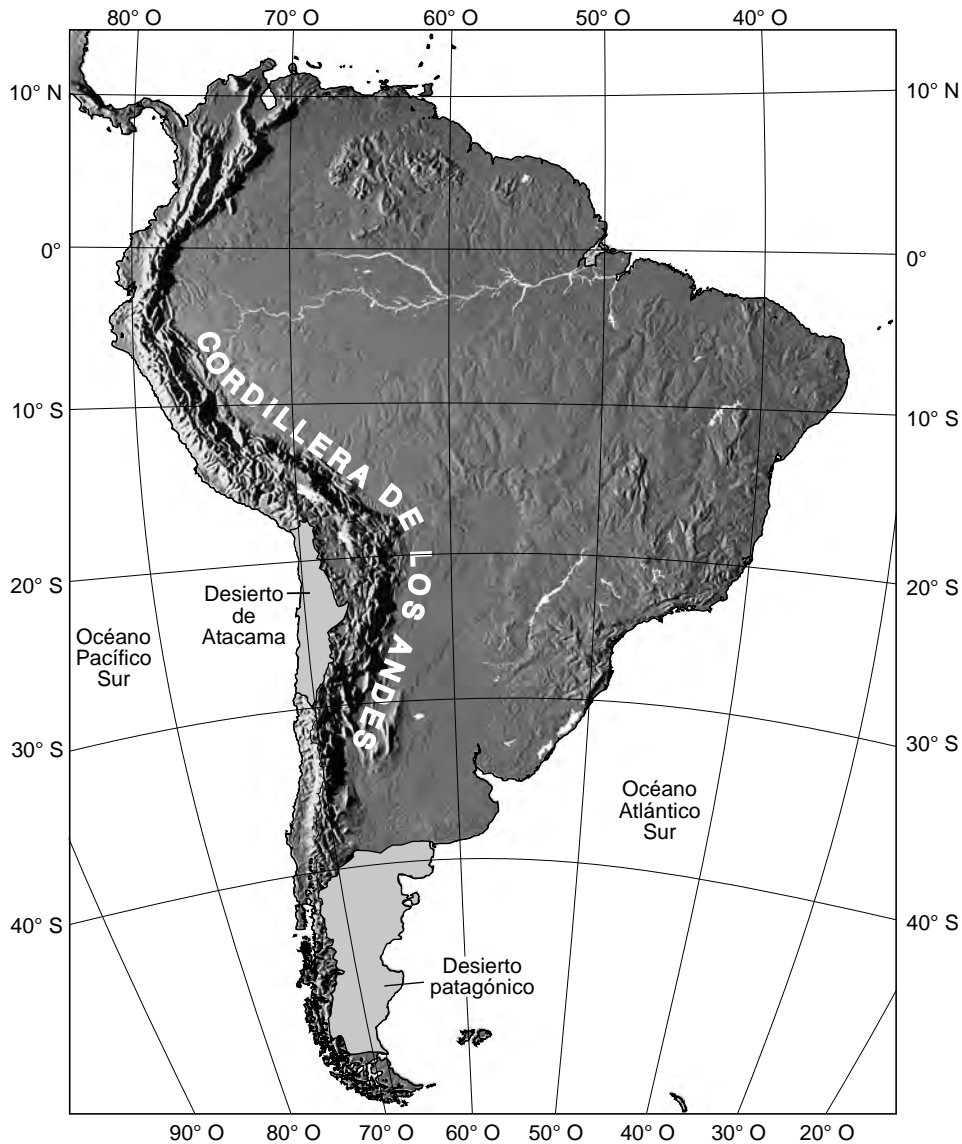 80° O 70° O 60° O 50° O 40° O
10° N 10° N
0° 0°
CORDILLERA DE LOS ANDES
10° S 10° S
20° S 20° S
Desierto
de
Atacama
Océano
Pacífico
Sur
30° S 30° S
Océano
Atlántico
Sur
40° S 40° S
Desierto
patagónico
90° O 80° O 70° O 60° O 50° O 40° O 30° O 20° O